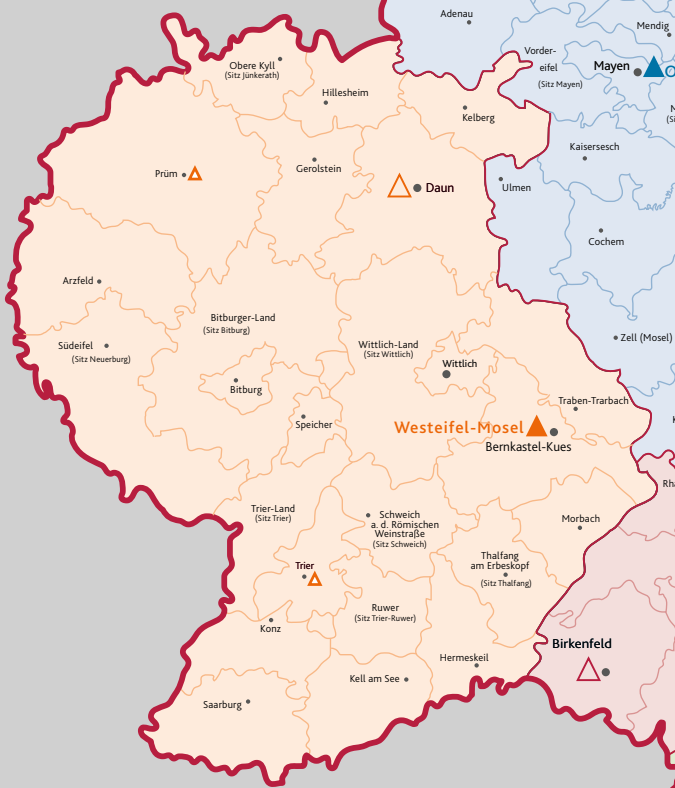 Adenau
Mendig
Vorder-
eifel
(Sitz Mayen)
Mayen
Obere Kyll
(Sitz Jünkerath)
Hillesheim
Kelberg
Kaisersesch
Prüm
Gerolstein
Daun
Ulmen
Cochem
Arzfeld
Bitburger-Land
(Sitz Bitburg)
Südeifel
(Sitz Neuerburg)
Wittlich-Land
(Sitz Wittlich)
Zell (Mosel)
Wittlich
Bitburg
Traben-Trarbach
Speicher
Westeifel-Mosel
Bernkastel-Kues
Trier-Land
(Sitz Trier)
Schweich
a. d. Römischen
Weinstraße
(Sitz Schweich)
Morbach
Thalfang
am Erbeskopf
(Sitz Thalfang)
Trier
Ruwer
(Sitz Trier-Ruwer)
Konz
Birkenfeld
Hermeskeil
Kell am See
Saarburg